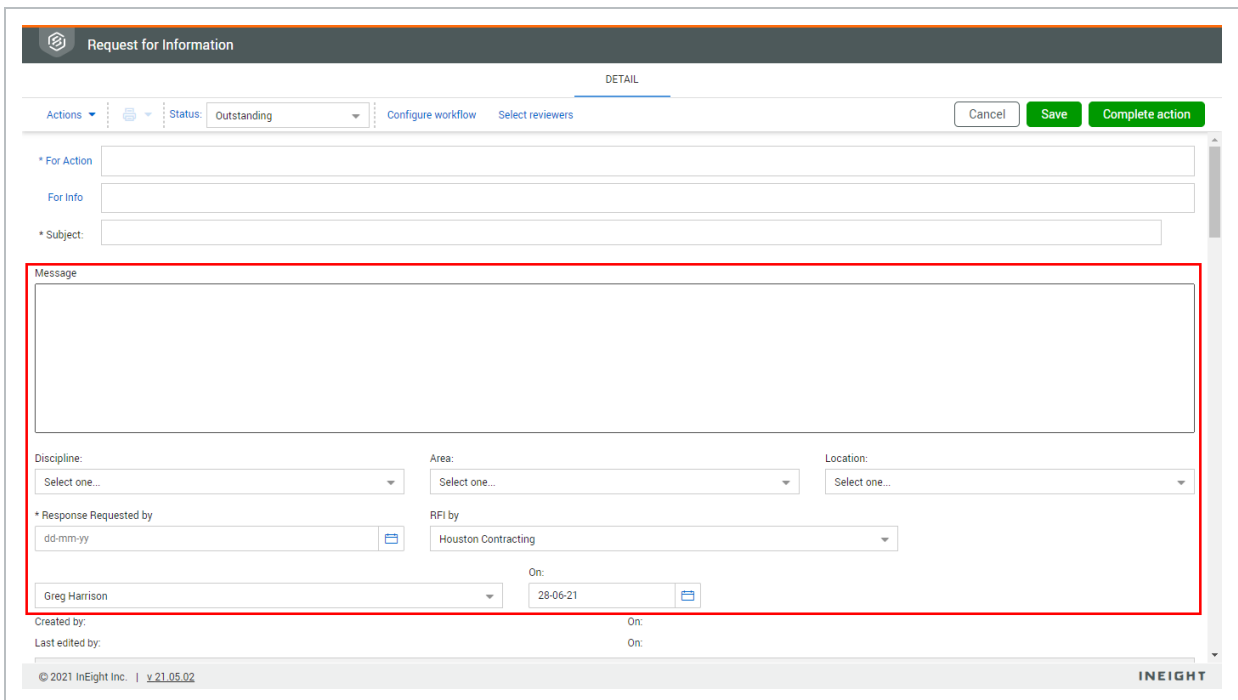 Request for Information
DETAIL
Actions Status: Outstanding Configure workflow Select reviewers Cancel Save Complete action
* For Action
For Info
* Subject:
Message
Discipline: Area: Location:
Select one... Select one... Select one...
* Response Requested by RFI by
dd-mm-yy Houston Contracting
On:
Greg Harrison 28-06-21
Created by: On:
Last edited by: On:
© 2021 InEight Inc. | v 21.05.02 INEIGHT